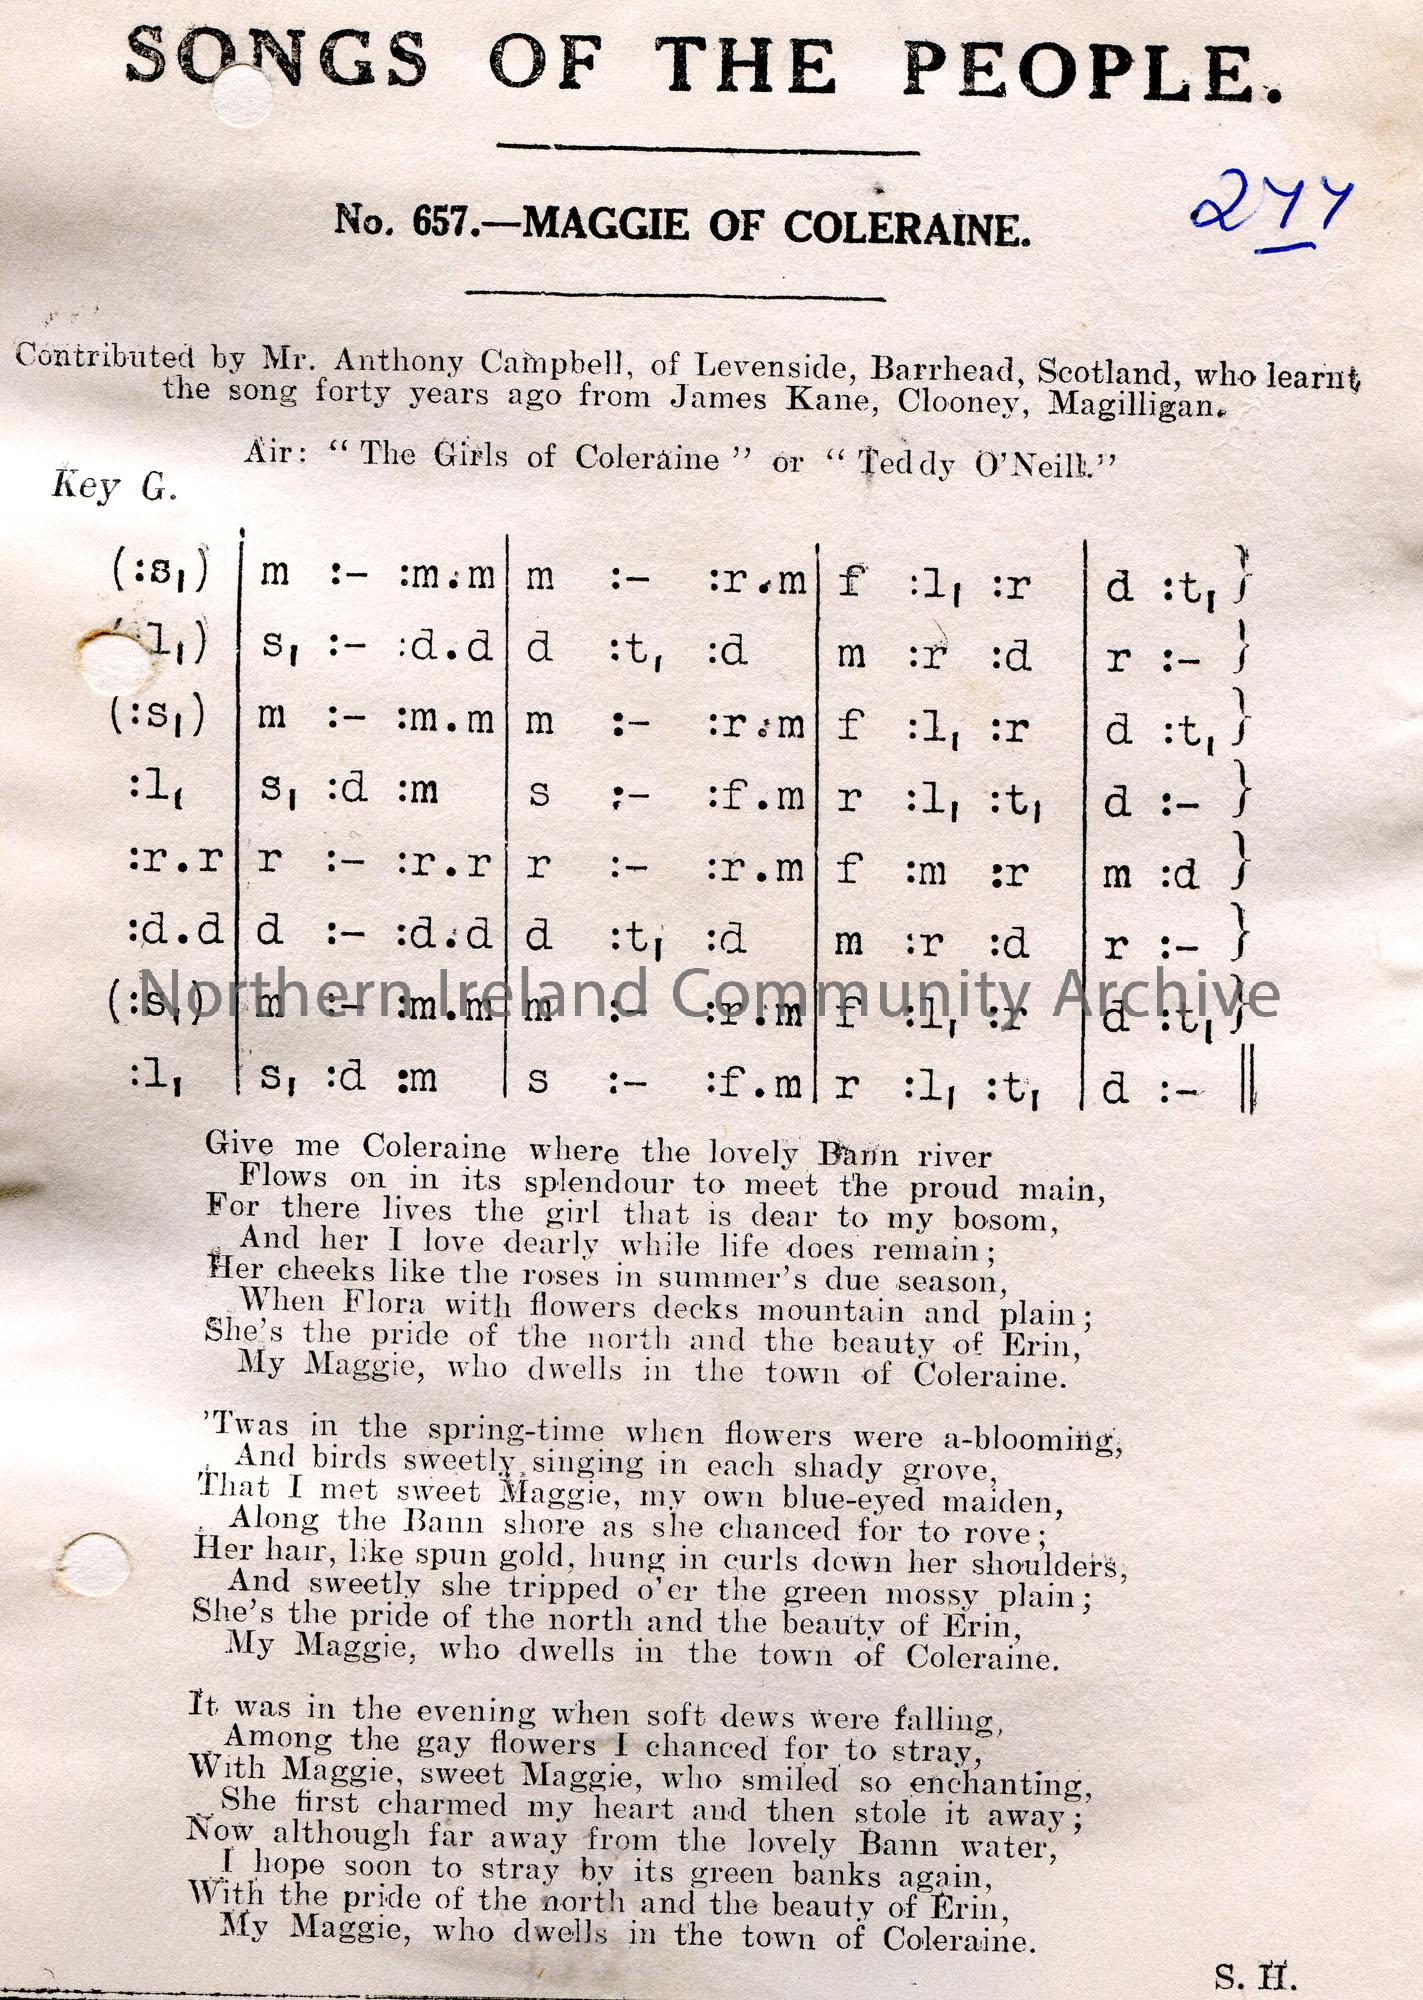 SONGS OF THE PEOPLE.
277
No. 657.—MAGGIE OF COLERAINE.
Contributed by Mr. Anthony Campbell, of Levenside, Barrhead, Scotland, who learnt
the song forty years ago from James Kane, Clooney, Magilligan.
Air: “The Girls of Coleraine” or “Teddy O'Neill.”
Key G.
(:s,) | m :– :m.m | m :– :r.m | f :l, :r | d :t, }
(:l,) | s, :– :d.d | d :t, :d | m :r :d | r :– }
(:s,) | m :– :m.m | m :– :r.m | f :l, :r | d :t, }
:l, | s, :d :m | s :– :f.m | r :l, :t, | d :– }
:r.r | r :– :r.r | r :– :r.m | f :m :r | m :d }
:d.d | d :– :d.d | d :t, :d | m :r :d | r :– }
(:s,) | m :– :m.m | m :– :r.m | f :l, :r | d :t, }
Northern Ireland Community Archive
:l, | s, :d :m | s :– :f.m | r :l, :t, | d :– ||
Give me Coleraine where the lovely Bann river
Flows on in its splendour to meet the proud main,
For there lives the girl that is dear to my bosom,
And her I love dearly while life does remain;
Her cheeks like the roses in summer's due season,
When Flora with flowers decks mountain and plain;
She's the pride of the north and the beauty of Erin,
My Maggie, who dwells in the town of Coleraine.
'Twas in the spring-time when flowers were a-blooming,
And birds sweetly singing in each shady grove,
That I met sweet Maggie, my own blue-eyed maiden,
Along the Bann shore as she chanced for to rove;
Her hair, like spun gold, hung in curls down her shoulders,
And sweetly she tripped o'er the green mossy plain;
She's the pride of the north and the beauty of Erin,
My Maggie, who dwells in the town of Coleraine.
It was in the evening when soft dews were falling,
Among the gay flowers I chanced for to stray,
With Maggie, sweet Maggie, who smiled so enchanting,
She first charmed my heart and then stole it away;
Now although far away from the lovely Bann water,
I hope soon to stray by its green banks again,
With the pride of the north and the beauty of Erin,
My Maggie, who dwells in the town of Coleraine.
S. H.